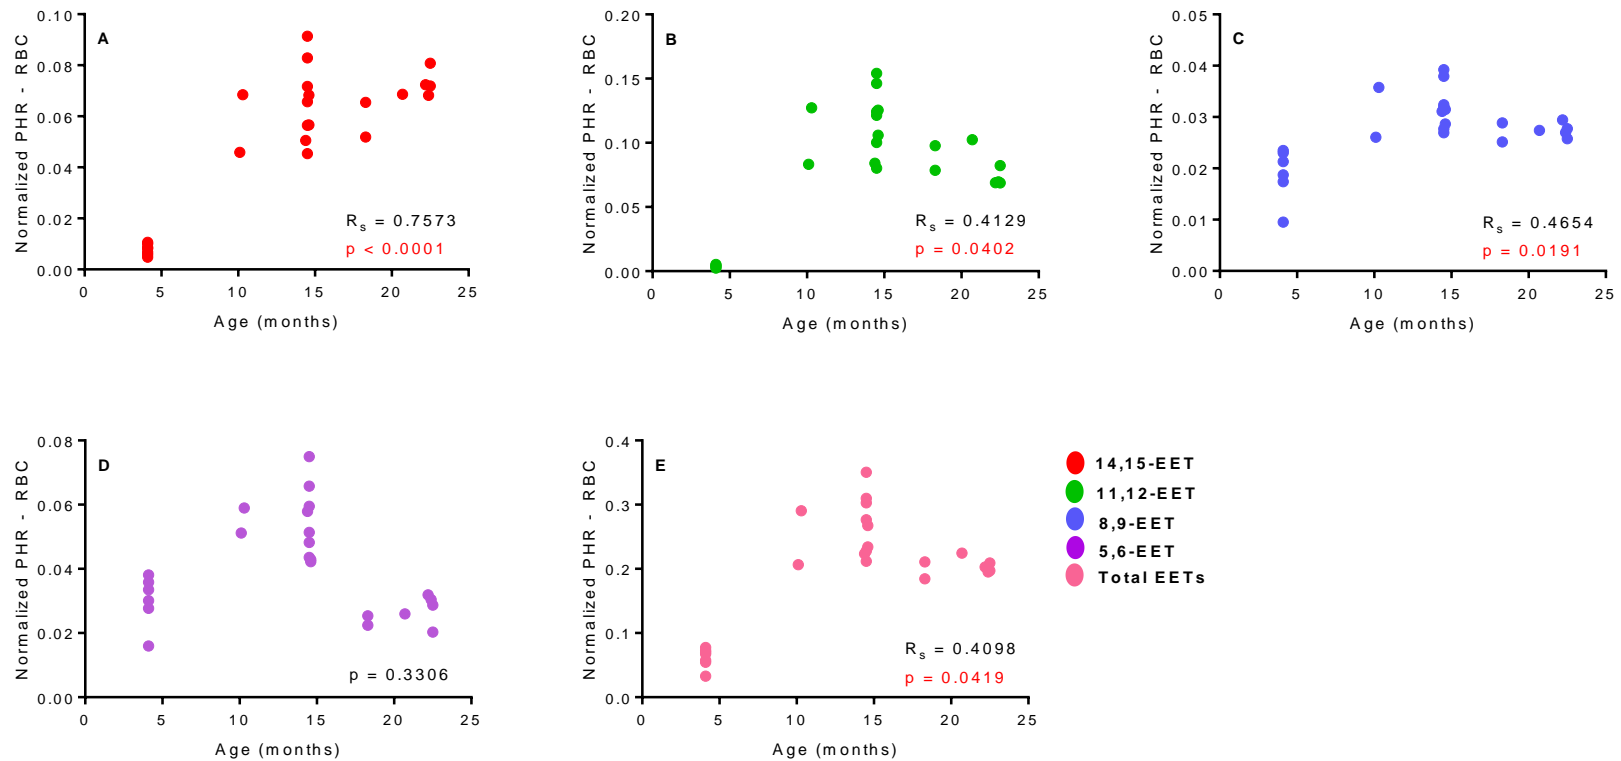 A
Normalized PHR - RBC
0.10
0.08
0.06
0.04
0.02
0.00
R_s = 0.7573
p < 0.0001
0 5 10 15 20 25
Age (months)
B
Normalized PHR - RBC
0.20
0.15
0.10
0.05
0.00
R_s = 0.4129
p = 0.0402
0 5 10 15 20 25
Age (months)
C
Normalized PHR - RBC
0.05
0.04
0.03
0.02
0.01
0.00
R_s = 0.4654
p = 0.0191
0 5 10 15 20 25
Age (months)
D
Normalized PHR - RBC
0.08
0.06
0.04
0.02
0.00
p = 0.3306
0 5 10 15 20 25
Age (months)
E
Normalized PHR - RBC
0.4
0.3
0.2
0.1
0.0
R_s = 0.4098
p = 0.0419
0 5 10 15 20 25
Age (months)
14,15-EET
11,12-EET
8,9-EET
5,6-EET
Total EETs